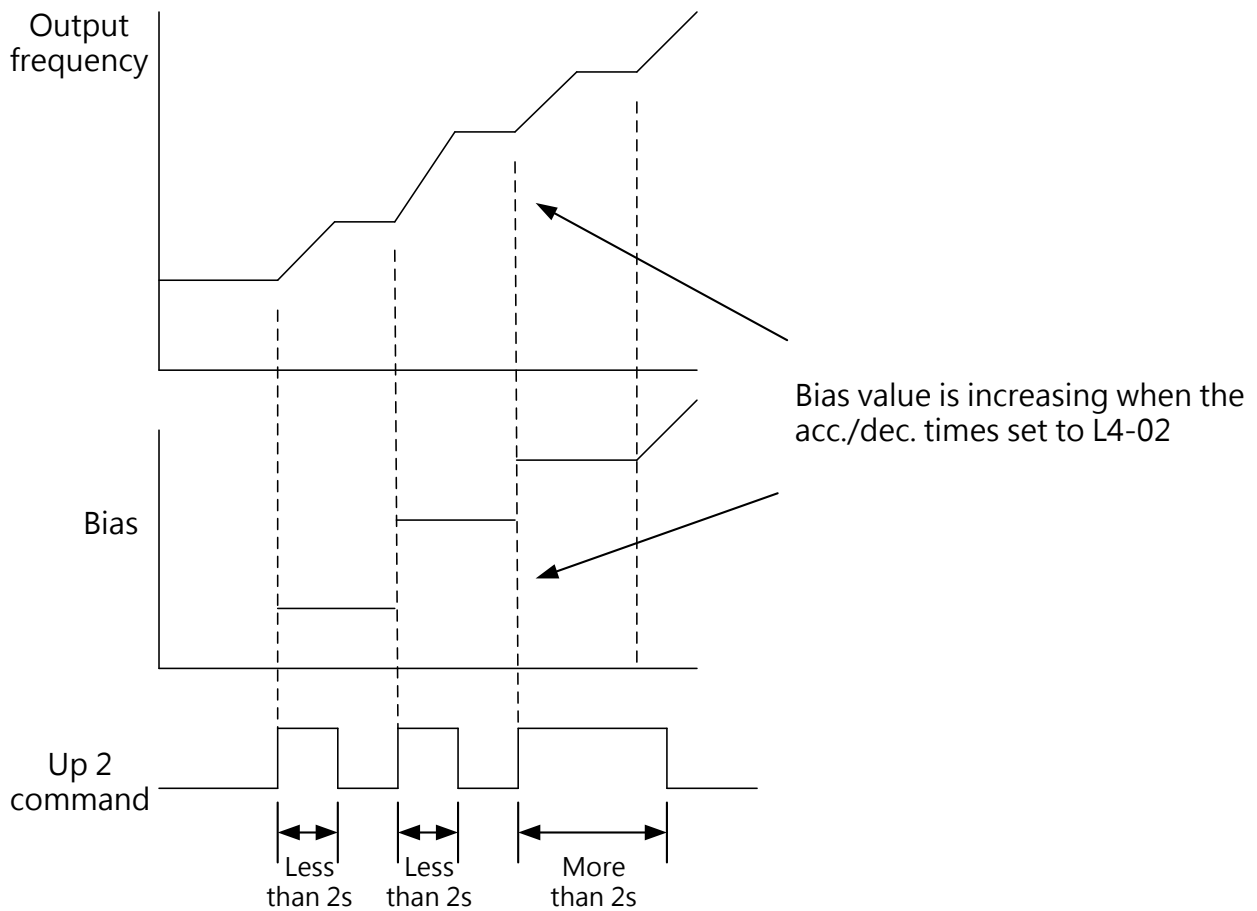 Output
frequency
Bias value is increasing when the
acc./dec. times set to L4-02
Bias
Up 2
command
Less
than 2s
Less
than 2s
More
than 2s